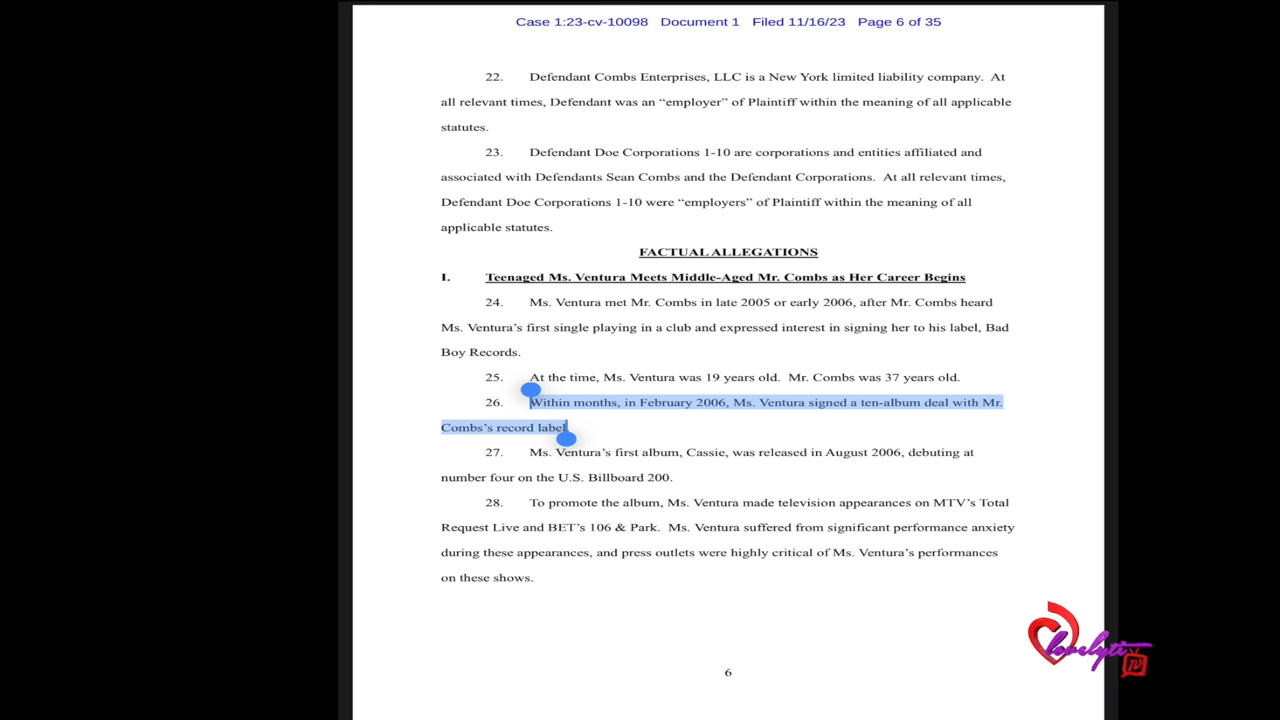 Case 1:23-cv-10098 Document 1 Filed 11/16/23 Page 6 of 35
22. Defendant Combs Enterprises, LLC is a New York limited liability company. At
all relevant times, Defendant was an “employer” of Plaintiff within the meaning of all applicable
statutes.
23. Defendant Doe Corporations 1-10 are corporations and entities affiliated and
associated with Defendants Sean Combs and the Defendant Corporations. At all relevant times,
Defendant Doe Corporations 1-10 were “employers” of Plaintiff within the meaning of all
applicable statutes.
FACTUAL ALLEGATIONS
I. Teenaged Ms. Ventura Meets Middle-Aged Mr. Combs as Her Career Begins
24. Ms. Ventura met Mr. Combs in late 2005 or early 2006, after Mr. Combs heard
Ms. Ventura’s first single playing in a club and expressed interest in signing her to his label, Bad
Boy Records.
25. At the time, Ms. Ventura was 19 years old. Mr. Combs was 37 years old.
26. Within months, in February 2006, Ms. Ventura signed a ten-album deal with Mr.
Combs’s record label.
27. Ms. Ventura’s first album, Cassie, was released in August 2006, debuting at
number four on the U.S. Billboard 200.
28. To promote the album, Ms. Ventura made television appearances on MTV’s Total
Request Live and BET’s 106 & Park. Ms. Ventura suffered from significant performance anxiety
during these appearances, and press outlets were highly critical of Ms. Ventura’s performances
on these shows.
lovelyti
TV
6